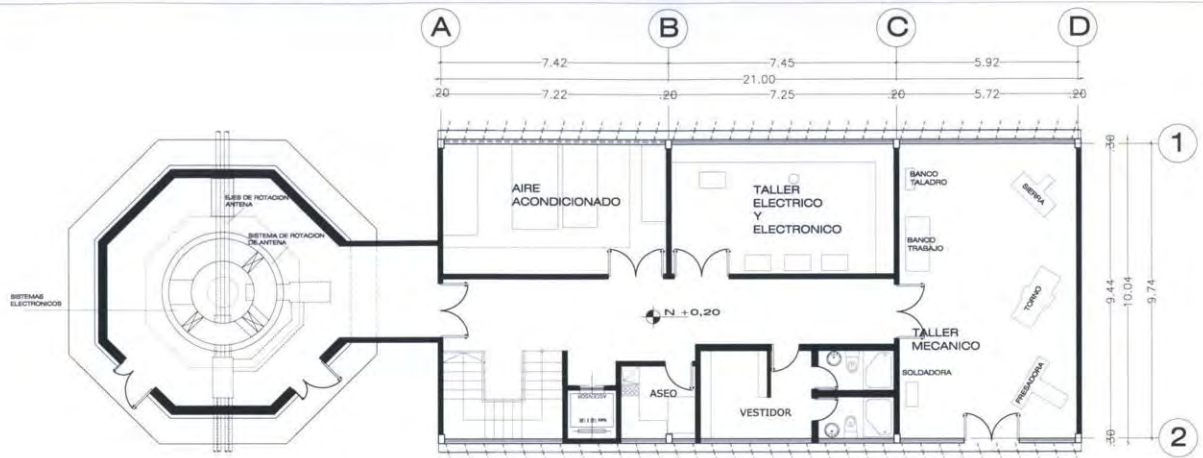 A
B
C
D
7.42
7.45
5.92
21.00
.20
7.22
.20
7.25
.20
5.72
.20
1
.30
9.44
10.04
9.74
.30
2
EJES DE ROTACION
ANTENA
SISTEMA DE ROTACION
DE ANTENA
SISTEMAS
ELECTRONICOS
AIRE
ACONDICIONADO
TALLER
ELECTRICO
Y
ELECTRONICO
BANCO
TALADRO
SIERRA
BANCO
TRABAJO
TORNO
N +0,20
TALLER
MECANICO
SOLDADORA
FRESADORA
ASEO
VESTIDOR